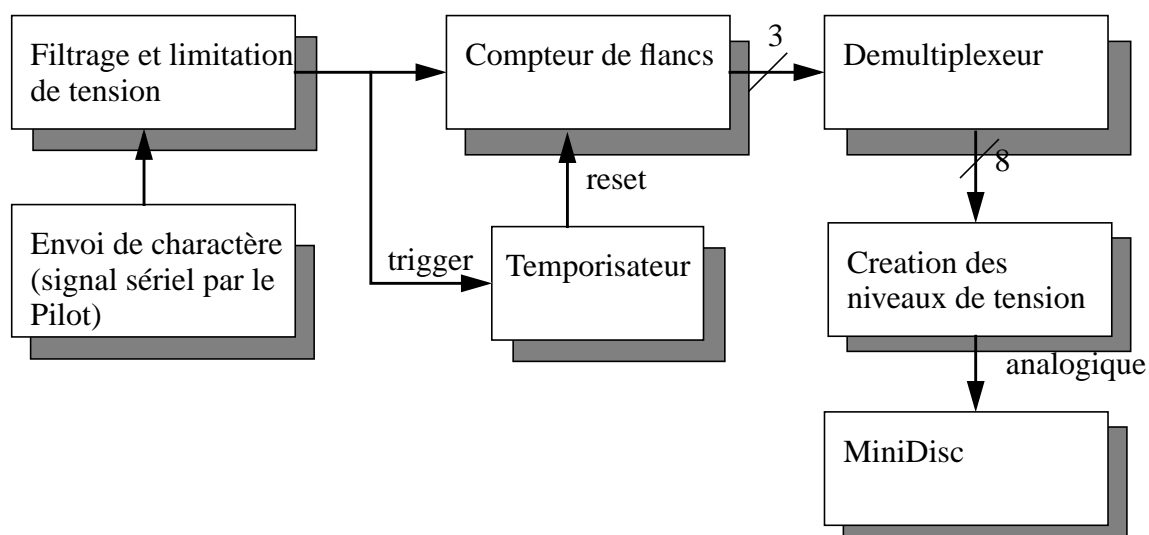 Filtrage et limitation
de tension
Compteur de flancs
3
Demultiplexeur
reset
8
Envoi de charactère
(signal sériel par le
Pilot)
trigger
Temporisateur
Creation des
niveaux de tension
analogique
MiniDisc